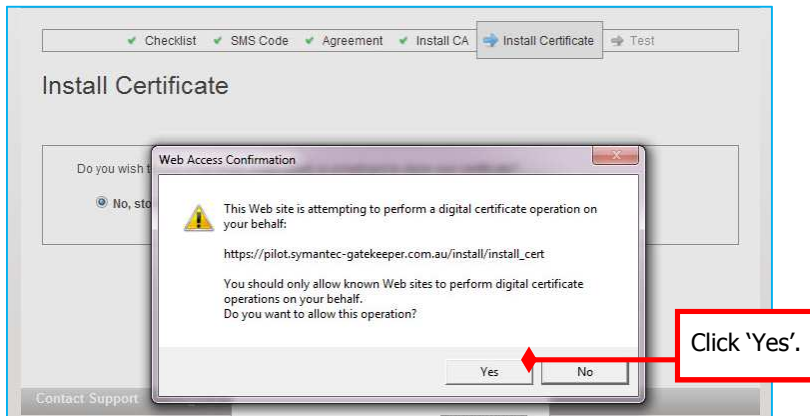 Checklist SMS Code Agreement Install CA Install Certificate Test
Install Certificate
Do you wish t
No, sto
Web Access Confirmation
This Web site is attempting to perform a digital certificate operation on
your behalf:
https://pilot.symantec-gatekeeper.com.au/install/install_cert
You should only allow known Web sites to perform digital certificate
operations on your behalf.
Do you want to allow this operation?
Yes No
Click ‘Yes’.
Contact Support